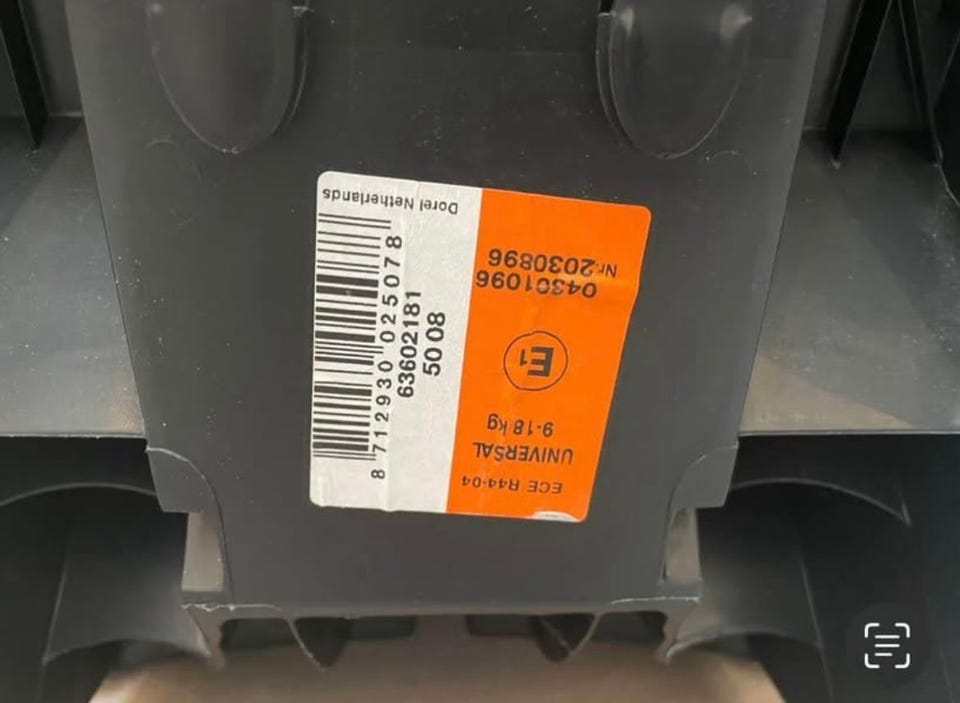 ECE R44-04
UNIVERSAL
9-18 kg
E1
04301096
Nr.2030896
Dorel Netherlands
8 712930 025078
63602181
50 08